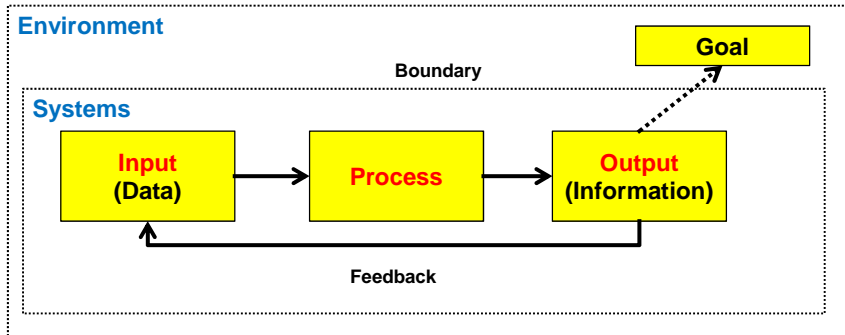 Environment
Goal
Boundary
Systems
Input
(Data)
Process
Output
(Information)
Feedback